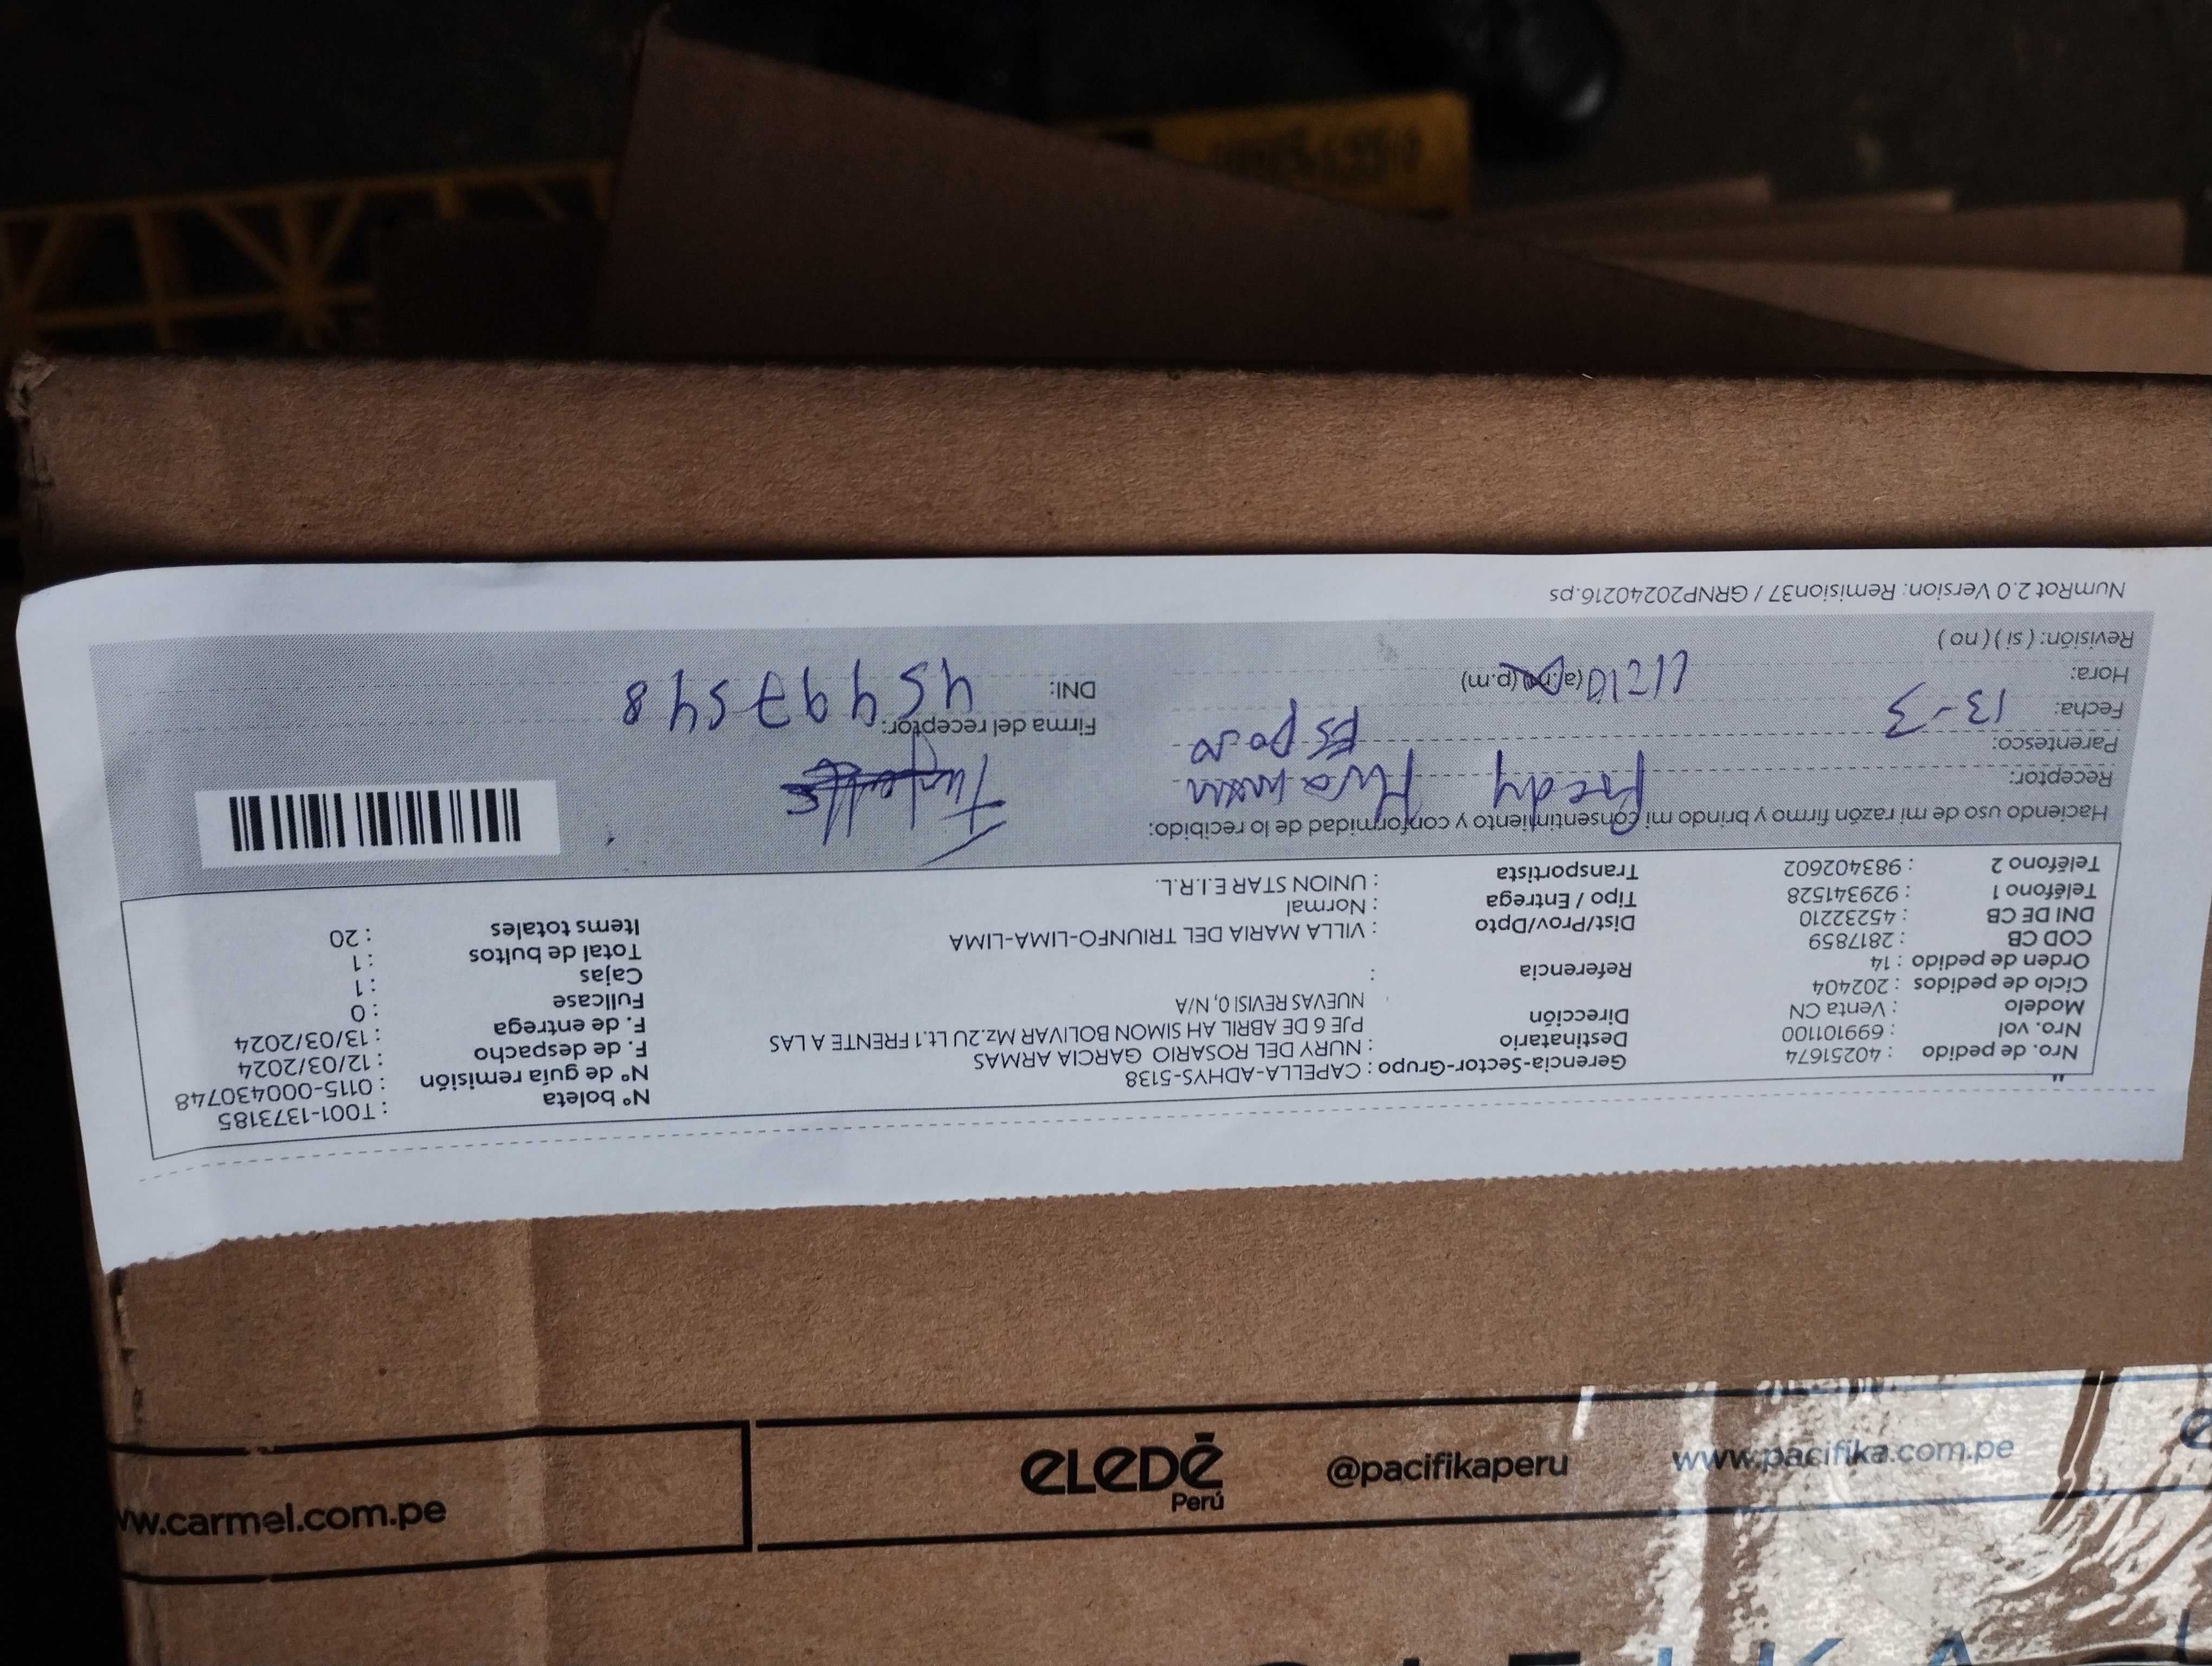 Nro. de pedido : 40251674
Nro. vol : 699101100
Modelo : Venta CN
Ciclo de pedidos : 202404
Orden de pedido : 14
COD CB : 2817859
DNI DE CB : 45232210
Teléfono 1 : 929341528
Teléfono 2 : 983402602
Gerencia-Sector-Grupo : CAPELLA-ADHYS-5138
Destinatario : NURY DEL ROSARIO GARCIA ARMAS
Dirección PJE 6 DE ABRIL AH SIMON BOLIVAR Mz.2U Lt.1 FRENTE A LAS
NUEVAS REVISI 0, N/A
Referencia :
Dist/Prov/Dpto : VILLA MARIA DEL TRIUNFO-LIMA-LIMA
Tipo / Entrega : Normal
Transportista : UNION STAR E.I.R.L.
N° boleta : T001-1373185
N° de guía remisión : 0115-000430748
F. de despacho : 12/03/2024
F. de entrega : 13/03/2024
Fullcase : 0
Cajas : 1
Total de bultos : 1
Items totales : 20
Haciendo uso de mi razón firmo y brindo mi consentimiento y conformidad de lo recibido:
Receptor: Fredy
Parentesco: Esposo
Fecha: 13-3
Hora: (a.m) (p.m)
Revisión: ( si ) ( no )
Firma del receptor:
DNI: 45997548
NumRot 2.0 Version: Remision37 / GRNP20240216.ps
ww.carmel.com.pe
eLeDé
Perú
@pacifikaperu
www.pacifika.com.pe